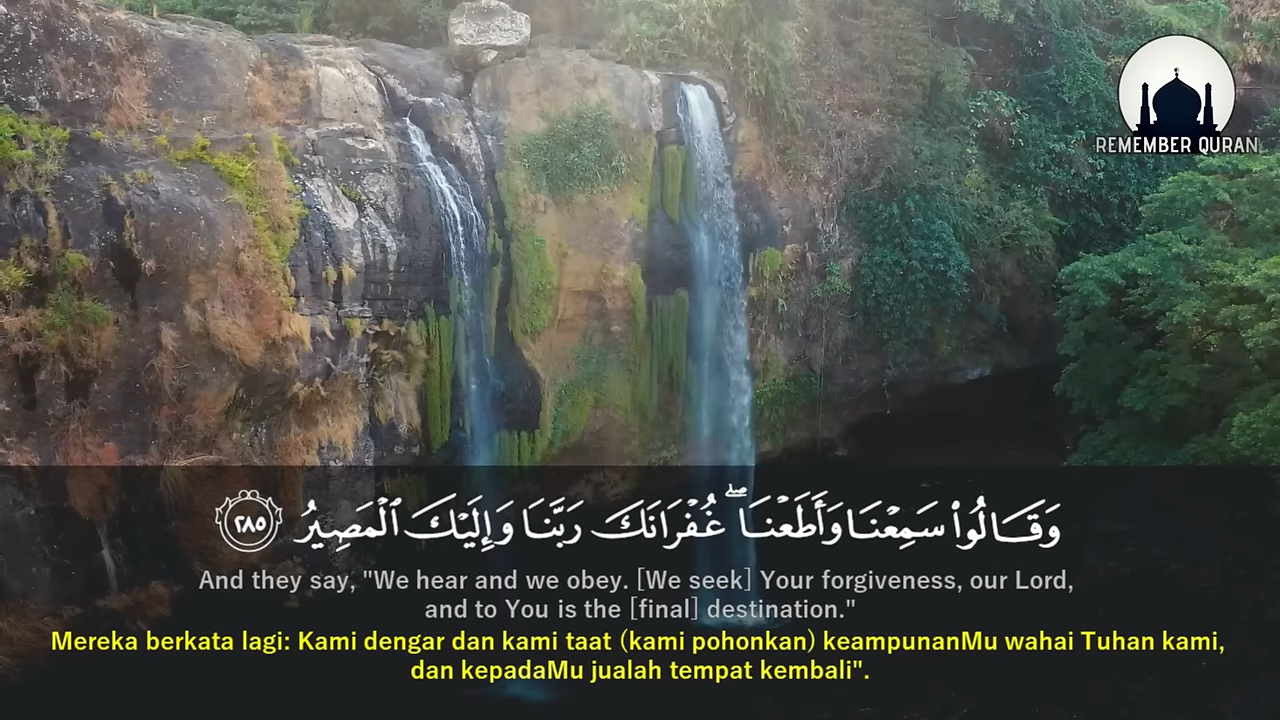 REMEMBER QURAN
وَقَالُوا۟ سَمِعْنَا وَأَطَعْنَا ۖ غُفْرَانَكَ رَبَّنَا وَإِلَيْكَ ٱلْمَصِيرُ ٢٨٥
And they say, "We hear and we obey. [We seek] Your forgiveness, our Lord,
and to You is the [final] destination."
Mereka berkata lagi: Kami dengar dan kami taat (kami pohonkan) keampunanMu wahai Tuhan kami,
dan kepadaMu jualah tempat kembali".